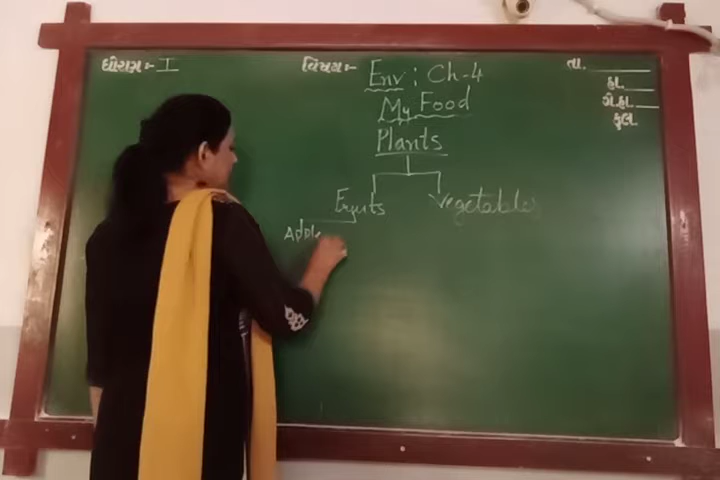 ધોરણ:- I વિષય:- Env : Ch-4 તા.
My Food હા.
ગે.હા.
Plants કુલ
Fruits Vegetables
Apple